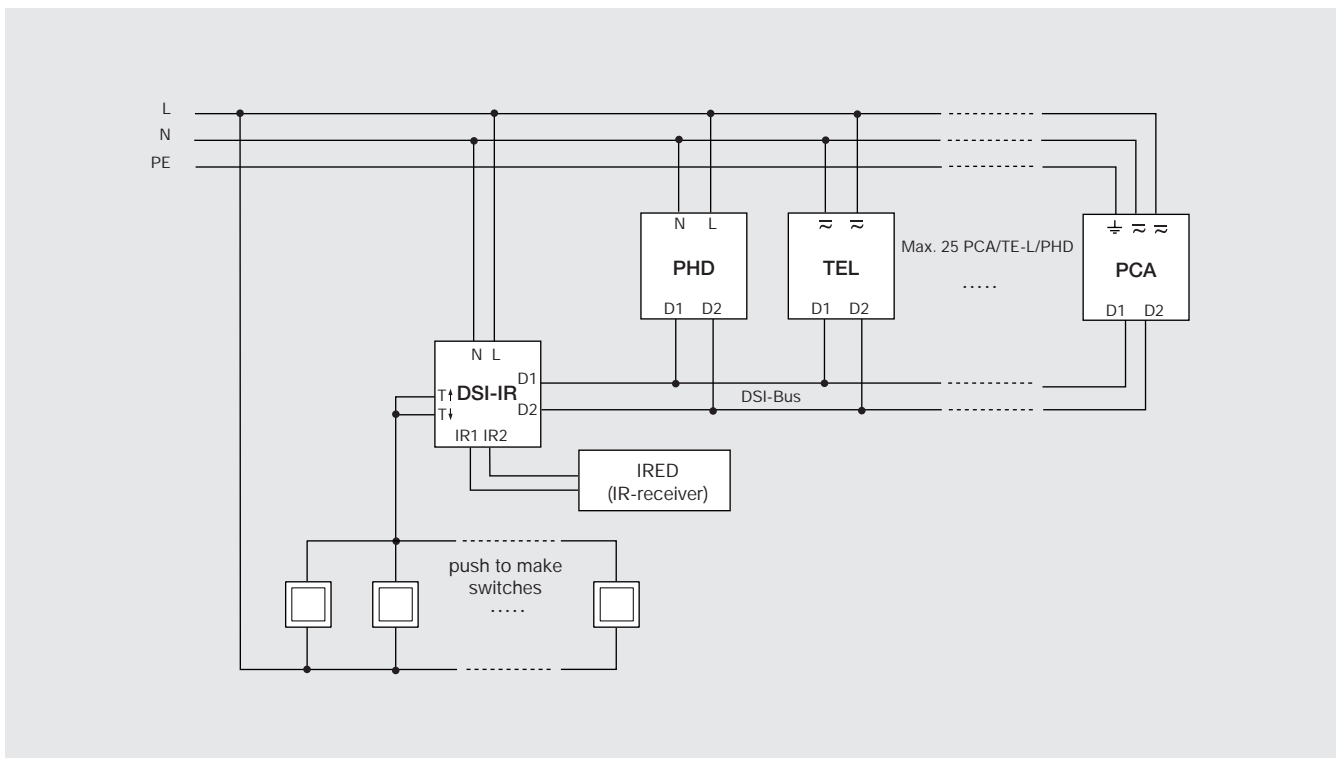 L
N
PE
N L
PHD
D1 D2
≂ ≂
TEL
D1 D2
Max. 25 PCA/TE-L/PHD
.....
⏚ ≂ ≂
PCA
D1 D2
N L
DSI-IR
T↑
T↓
D1
D2
IR1 IR2
DSI-Bus
IRED
(IR-receiver)
push to make
switches
.....